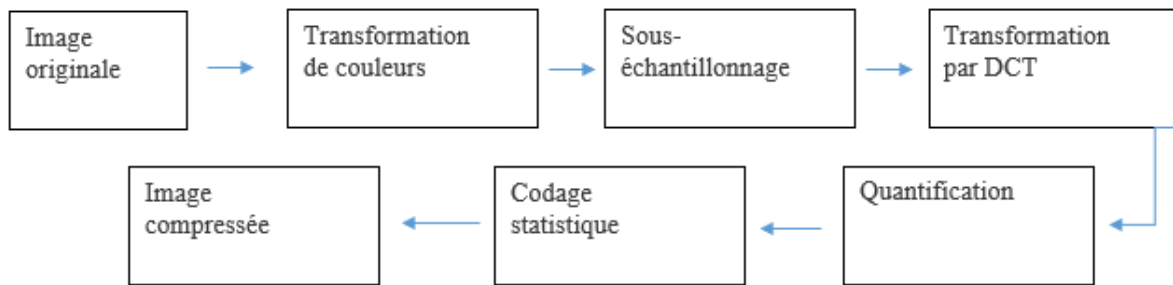 Image
originale
Transformation
de couleurs
Sous-
échantillonnage
Transformation
par DCT
Quantification
Codage
statistique
Image
compressée